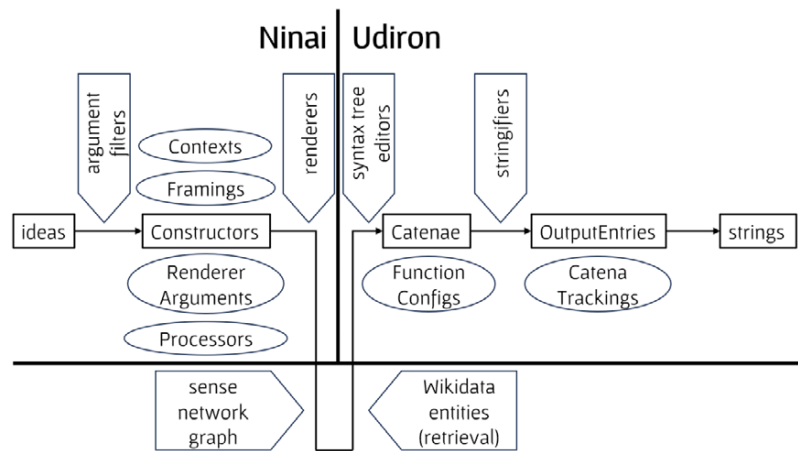 Ninai
Udiron
argument
filters
Contexts
Framings
renderers
syntax tree
editors
stringifiers
ideas
Constructors
Catenae
OutputEntries
strings
Renderer
Arguments
Processors
Function
Configs
Catena
Trackings
sense
network
graph
Wikidata
entities
(retrieval)